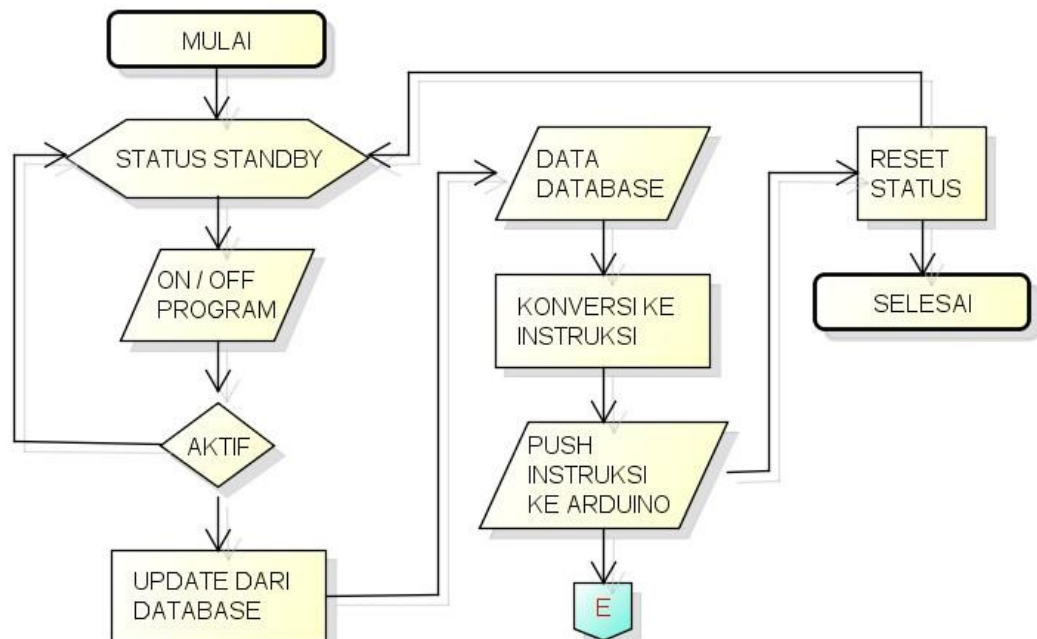 MULAI
STATUS STANDBY
ON / OFF
PROGRAM
AKTIF
UPDATE DARI
DATABASE
DATA
DATABASE
KONVERSI KE
INSTRUKSI
PUSH
INSTRUKSI
KE ARDUINO
E
RESET
STATUS
SELESAI